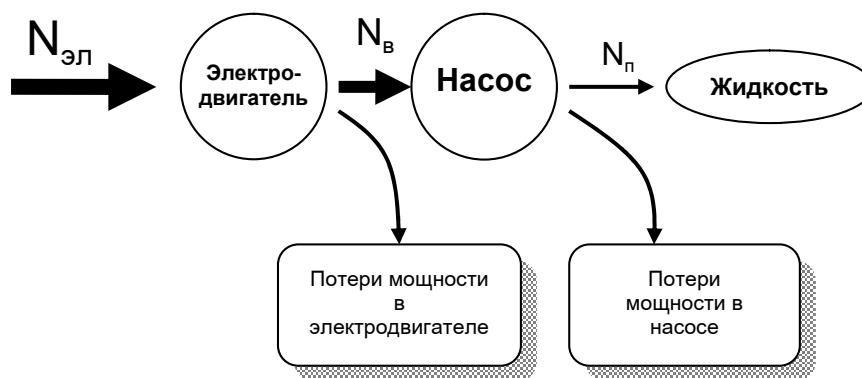 Nэл
Электро-
двигатель
Nв
Насос
Nп
Жидкость
Потери мощности
в
электродвигателе
Потери
мощности в
насосе